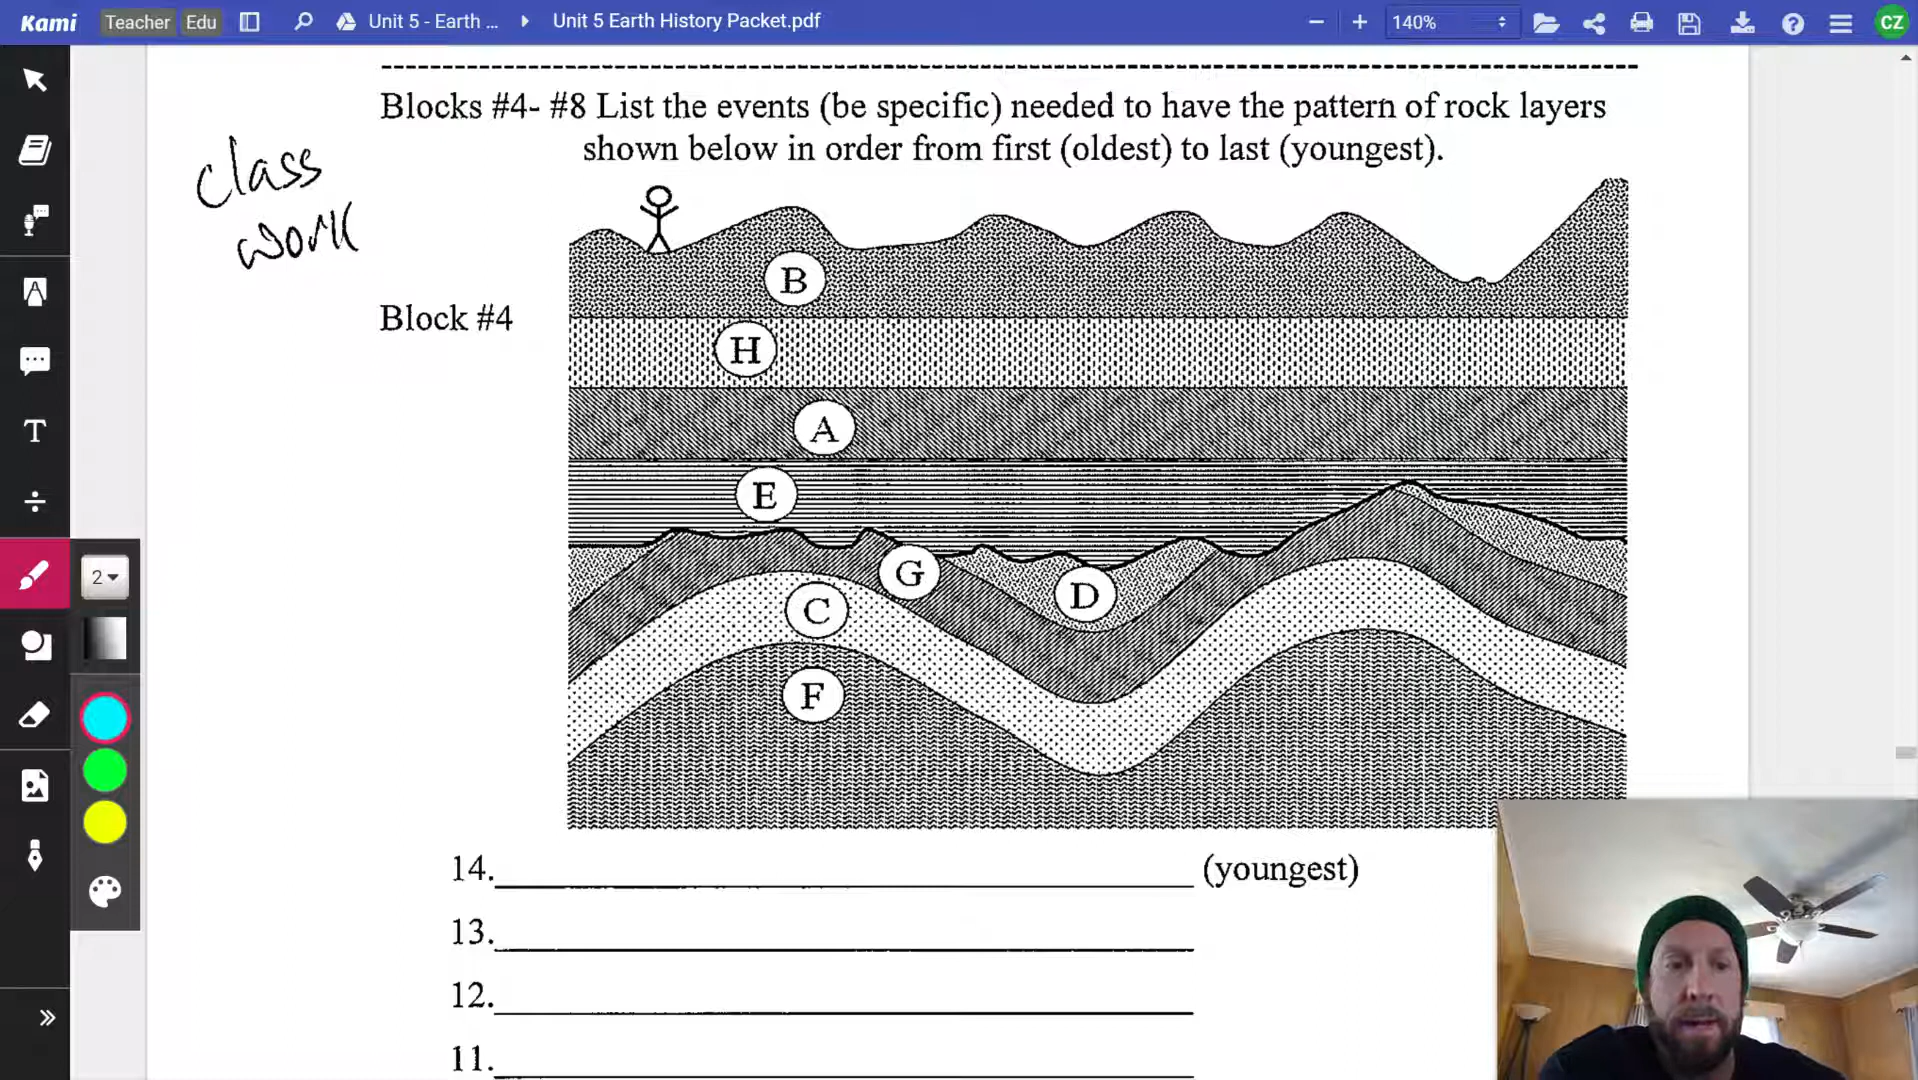 Kami Teacher Edu Unit 5 - Earth ... Unit 5 Earth History Packet.pdf 140% CZ
Blocks #4- #8 List the events (be specific) needed to have the pattern of rock layers
shown below in order from first (oldest) to last (youngest).
class
work
Block #4
B
H
A
E
G
D
C
F
T
2
14. (youngest)
13.
12.
11.